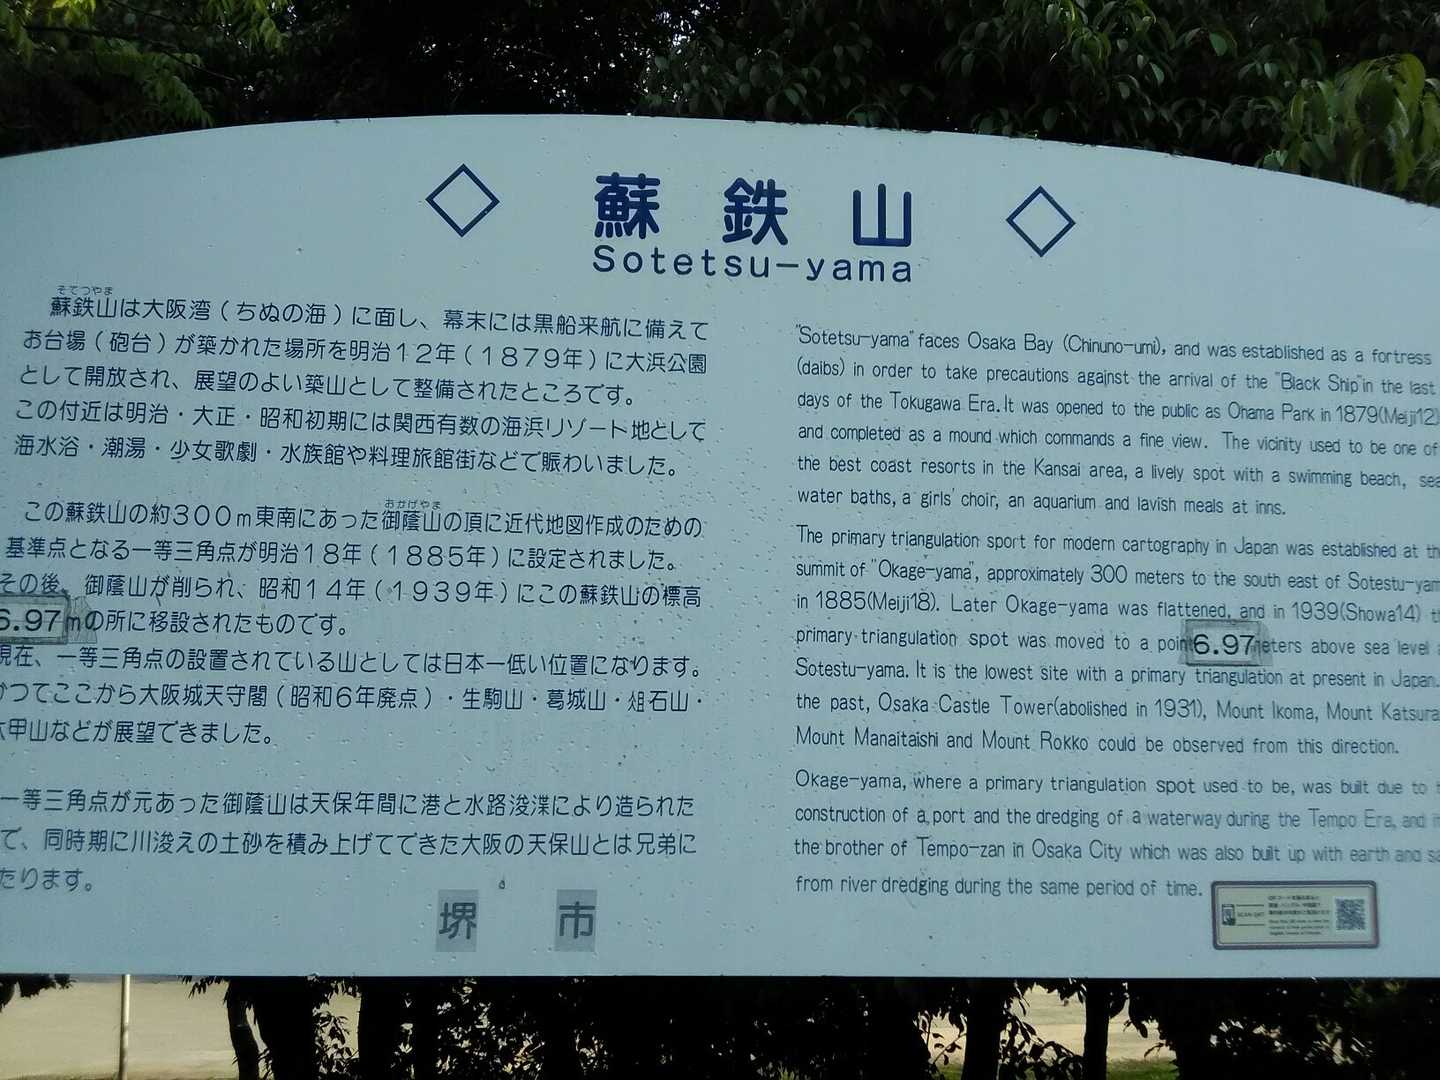 蘇鉄山
Sotetsu-yama
そてつやま
蘇鉄山は大阪湾(ちぬの海)に面し、幕末には黒船来航に備えて
お台場(砲台)が築かれた場所を明治12年(1879年)に大浜公園
として開放され、展望のよい築山として整備されたところです。
この付近は明治・大正・昭和初期には関西有数の海浜リゾート地として
海水浴・潮湯・少女歌劇・水族館や料理旅館街などで賑わいました。
おかげやま
この蘇鉄山の約300m東南にあった御蔭山の頂に近代地図作成のための
基準点となる一等三角点が明治18年(1885年)に設定されました。
その後、御蔭山が削られ、昭和14年(1939年)にこの蘇鉄山の標高
6.97mの所に移設されたものです。
現在、一等三角点の設置されている山としては日本一低い位置になります。
かつてここから大阪城天守閣(昭和6年廃点)・生駒山・葛城山・俎石山・
六甲山などが展望できました。
一等三角点が元あった御蔭山は天保年間に港と水路浚渫により造られた
で、同時期に川浚えの土砂を積み上げてできた大阪の天保山とは兄弟に
たります。
堺市
"Sotetsu-yama" faces Osaka Bay (Chinuno-umi), and was established as a fortress
(daibs) in order to take precautions against the arrival of the "Black Ship"in the last
days of the Tokugawa Era.It was opened to the public as Ohama Park in 1879(Meiji12)
and completed as a mound which commands a fine view. The vicinity used to be one of
the best coast resorts in the Kansai area, a lively spot with a swimming beach, sea
water baths, a girls' choir, an aquarium and lavish meals at inns.
The primary triangulation sport for modern cartography in Japan was established at the
summit of "Okage-yama", approximately 300 meters to the south east of Sotestu-yam
in 1885(Meiji18). Later Okage-yama was flattened, and in 1939(Showa14) th
primary triangulation spot was moved to a point 6.97 meters above sea level
Sotestu-yama. It is the lowest site with a primary triangulation at present in Japan.
the past, Osaka Castle Tower(abolished in 1931), Mount Ikoma, Mount Katsura
Mount Manaitaishi and Mount Rokko could be observed from this direction.
Okage-yama, where a primary triangulation spot used to be, was built due to
construction of a port and the dredging of a waterway during the Tempo Era, and
the brother of Tempo-zan in Osaka City which was also built up with earth and sa
from river dredging during the same period of time.
SCAN QR!